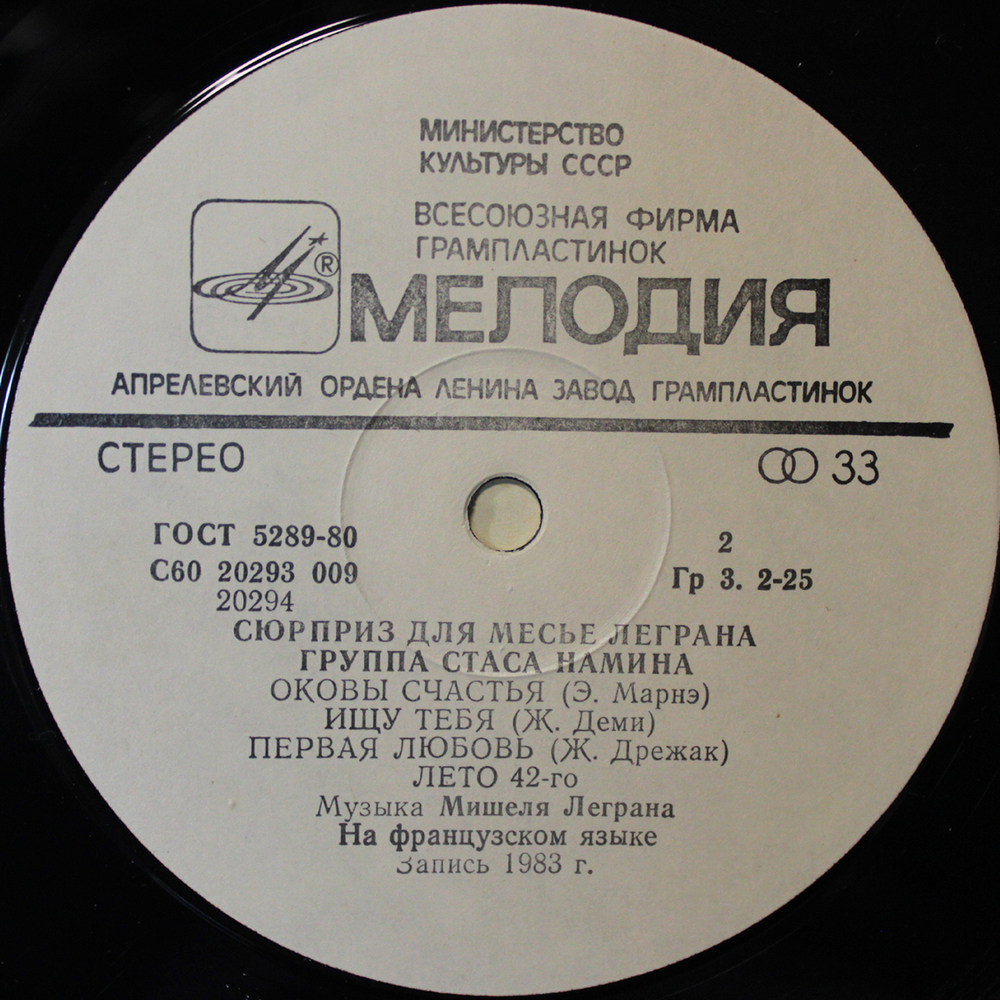 МИНИСТЕРСТВО
КУЛЬТУРЫ СССР
ВСЕСОЮЗНАЯ ФИРМА
ГРАМПЛАСТИНОК
® МЕЛОДИЯ
АПРЕЛЕВСКИЙ ОРДЕНА ЛЕНИНА ЗАВОД ГРАМПЛАСТИНОК
СТЕРЕО 33
ГОСТ 5289-80 2
С60 20293 009 Гр 3. 2-25
20294
СЮРПРИЗ ДЛЯ МЕСЬЕ ЛЕГРАНА
ГРУППА СТАСА НАМИНА
ОКОВЫ СЧАСТЬЯ (Э. Марнэ)
ИЩУ ТЕБЯ (Ж. Деми)
ПЕРВАЯ ЛЮБОВЬ (Ж. Дрежак)
ЛЕТО 42-го
Музыка Мишеля Леграна
На французском языке
Запись 1983 г.